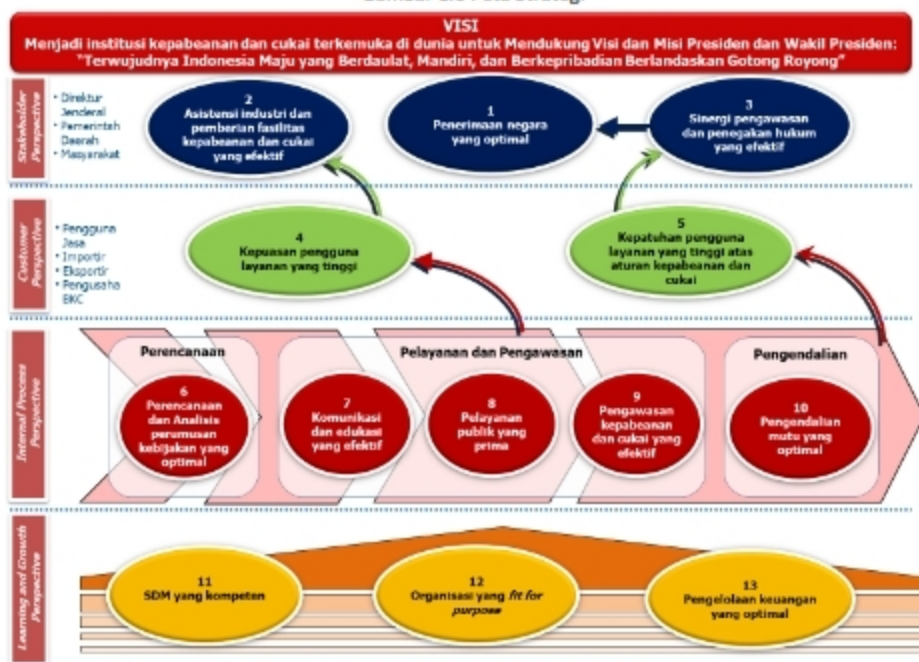 VISI
Menjadi institusi kepabeanan dan cukai terkemuka di dunia untuk Mendukung Visi dan Misi Presiden dan Wakil Presiden:
"Terwujudnya Indonesia Maju yang Berdaulat, Mandiri, dan Berkepribadian Berlandaskan Gotong Royong"
Stakeholder
Perspective
• Direktur
Jenderal
• Pemerintah
Daerah
• Masyarakat
2
Asistensi industri dan
pemberian fasilitas
kepabeanan dan cukai
yang efektif
1
Penerimaan negara
yang optimal
3
Sinergi pengawasan
dan penegakan hukum
yang efektif
Customer
Perspective
• Pengguna
Jasa
• Importir
• Eksportir
• Pengusaha
BKC
4
Kepuasan pengguna
layanan yang tinggi
5
Kepatuhan pengguna
layanan yang tinggi atas
aturan kepabeanan dan
cukai
Internal Process
Perspective
Perencanaan
Pelayanan dan Pengawasan
Pengendalian
6
Perencanaan
dan Analisis
perumusan
kebijakan yang
optimal
7
Komunikasi
dan edukasi
yang efektif
8
Pelayanan
publik yang
prima
9
Pengawasan
kepabeanan
dan cukai yang
efektif
10
Pengendalian
mutu yang
optimal
Learning and Growth
Perspective
11
SDM yang kompeten
12
Organisasi yang fit for
purpose
13
Pengelolaan keuangan
yang optimal